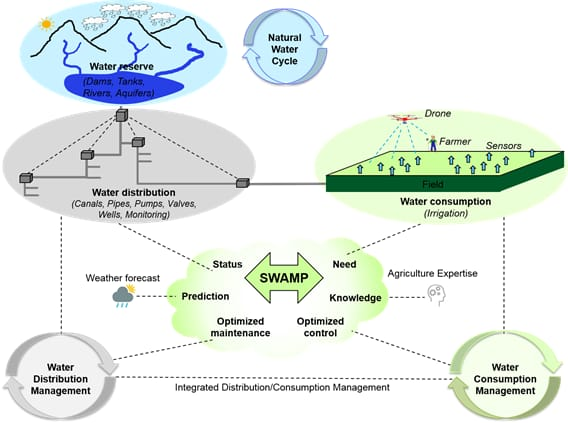 Natural
Water
Cycle
Water reserve
(Dams, Tanks,
Rivers, Aquifers)
Drone
Farmer
Sensors
Field
Water distribution
(Canals, Pipes, Pumps, Valves,
Wells, Monitoring)
Water consumption
(Irrigation)
Status
Need
SWAMP
Weather forecast
Agriculture Expertise
Prediction
Knowledge
Optimized
maintenance
Optimized
control
Water
Distribution
Management
Integrated Distribution/Consumption Management
Water
Consumption
Management